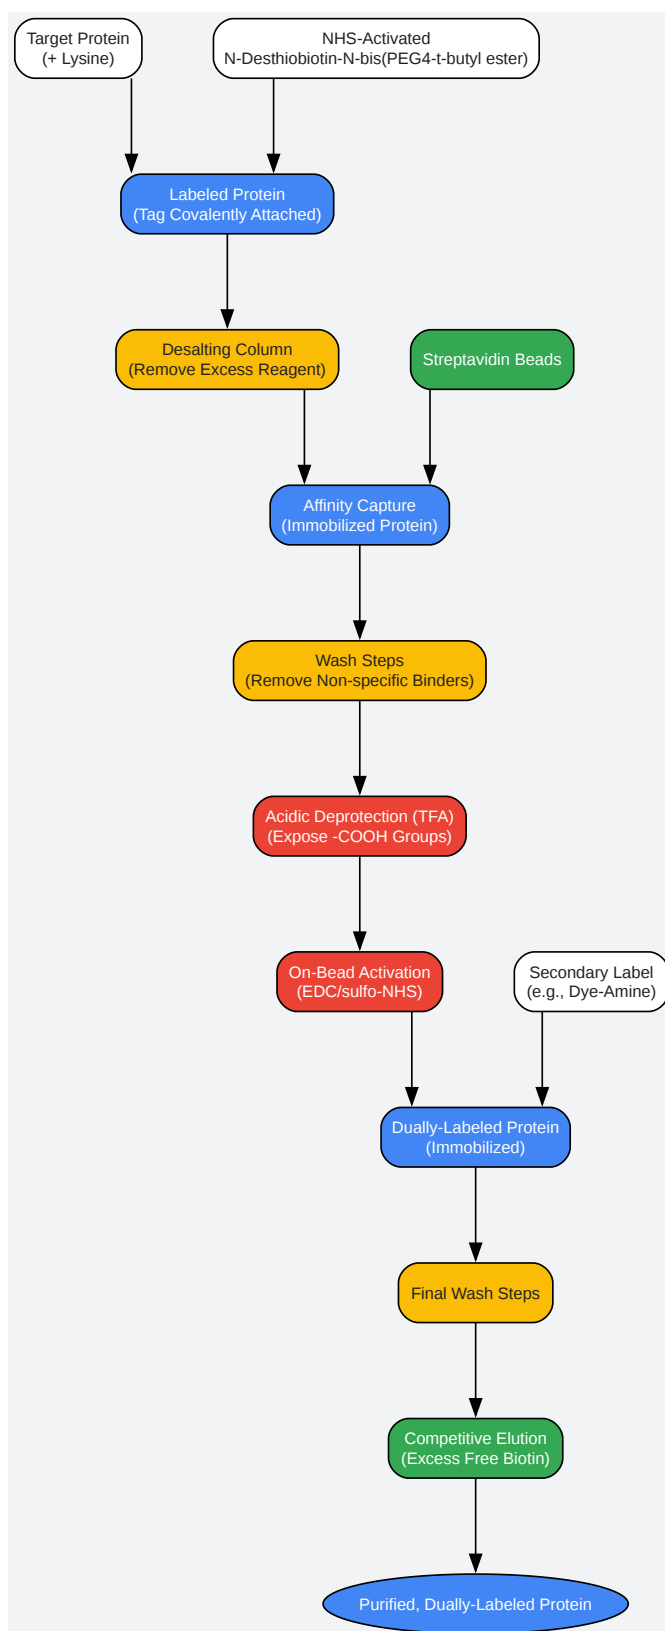 Target Protein
(+ Lysine)
NHS-Activated
N-Desthiobiotin-N-bis(PEG4-t-butyl ester)
Labeled Protein
(Tag Covalently Attached)
Desalting Column
(Remove Excess Reagent)
Streptavidin Beads
Affinity Capture
(Immobilized Protein)
Wash Steps
(Remove Non-specific Binders)
Acidic Deprotection (TFA)
(Expose -COOH Groups)
On-Bead Activation
(EDC/sulfo-NHS)
Secondary Label
(e.g., Dye-Amine)
Dually-Labeled Protein
(Immobilized)
Final Wash Steps
Competitive Elution
(Excess Free Biotin)
Purified, Dually-Labeled Protein